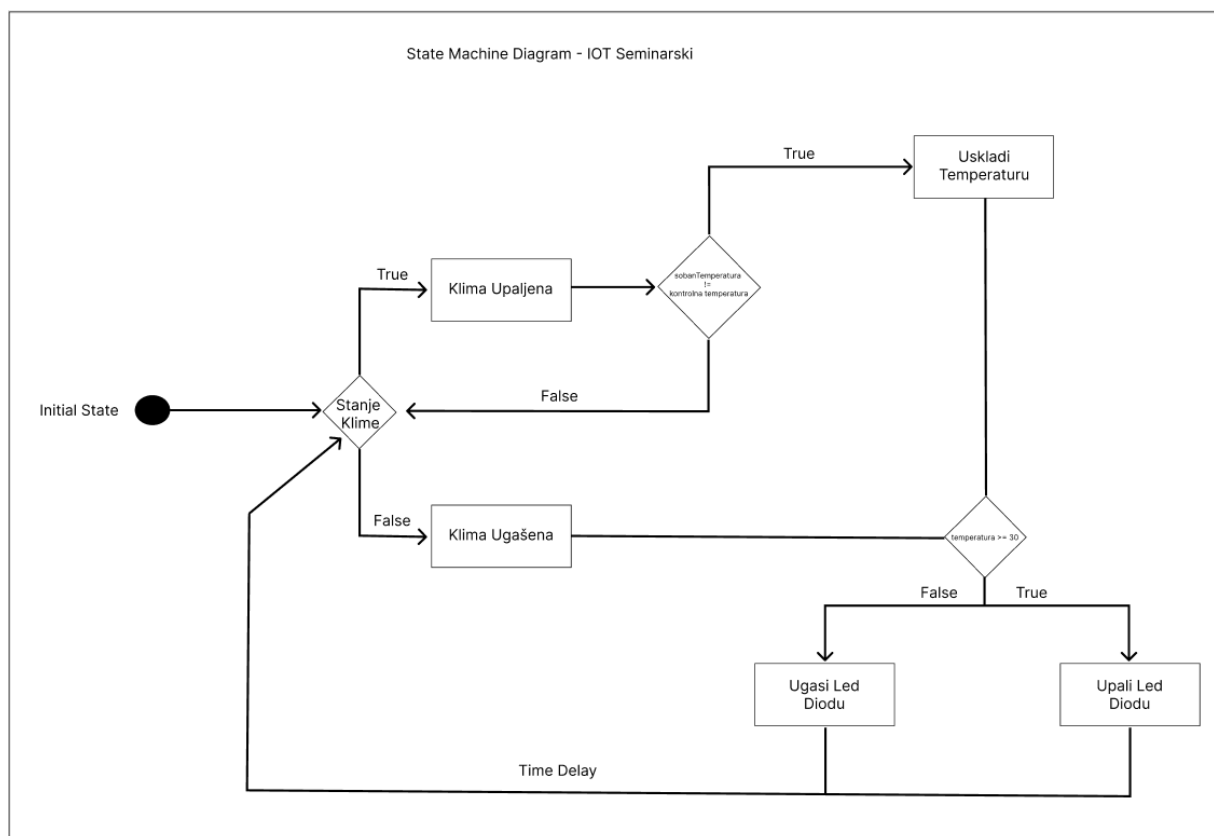 State Machine Diagram - IOT Seminarski
True
Uskladi
Temperaturu
True
Klima Upaljena
sobanTemperatura
!=
kontrolna temperatura
False
Initial State
Stanje
Klime
False
Klima Ugašena
temperatura >= 30
False
True
Ugasi Led
Diodu
Upali Led
Diodu
Time Delay